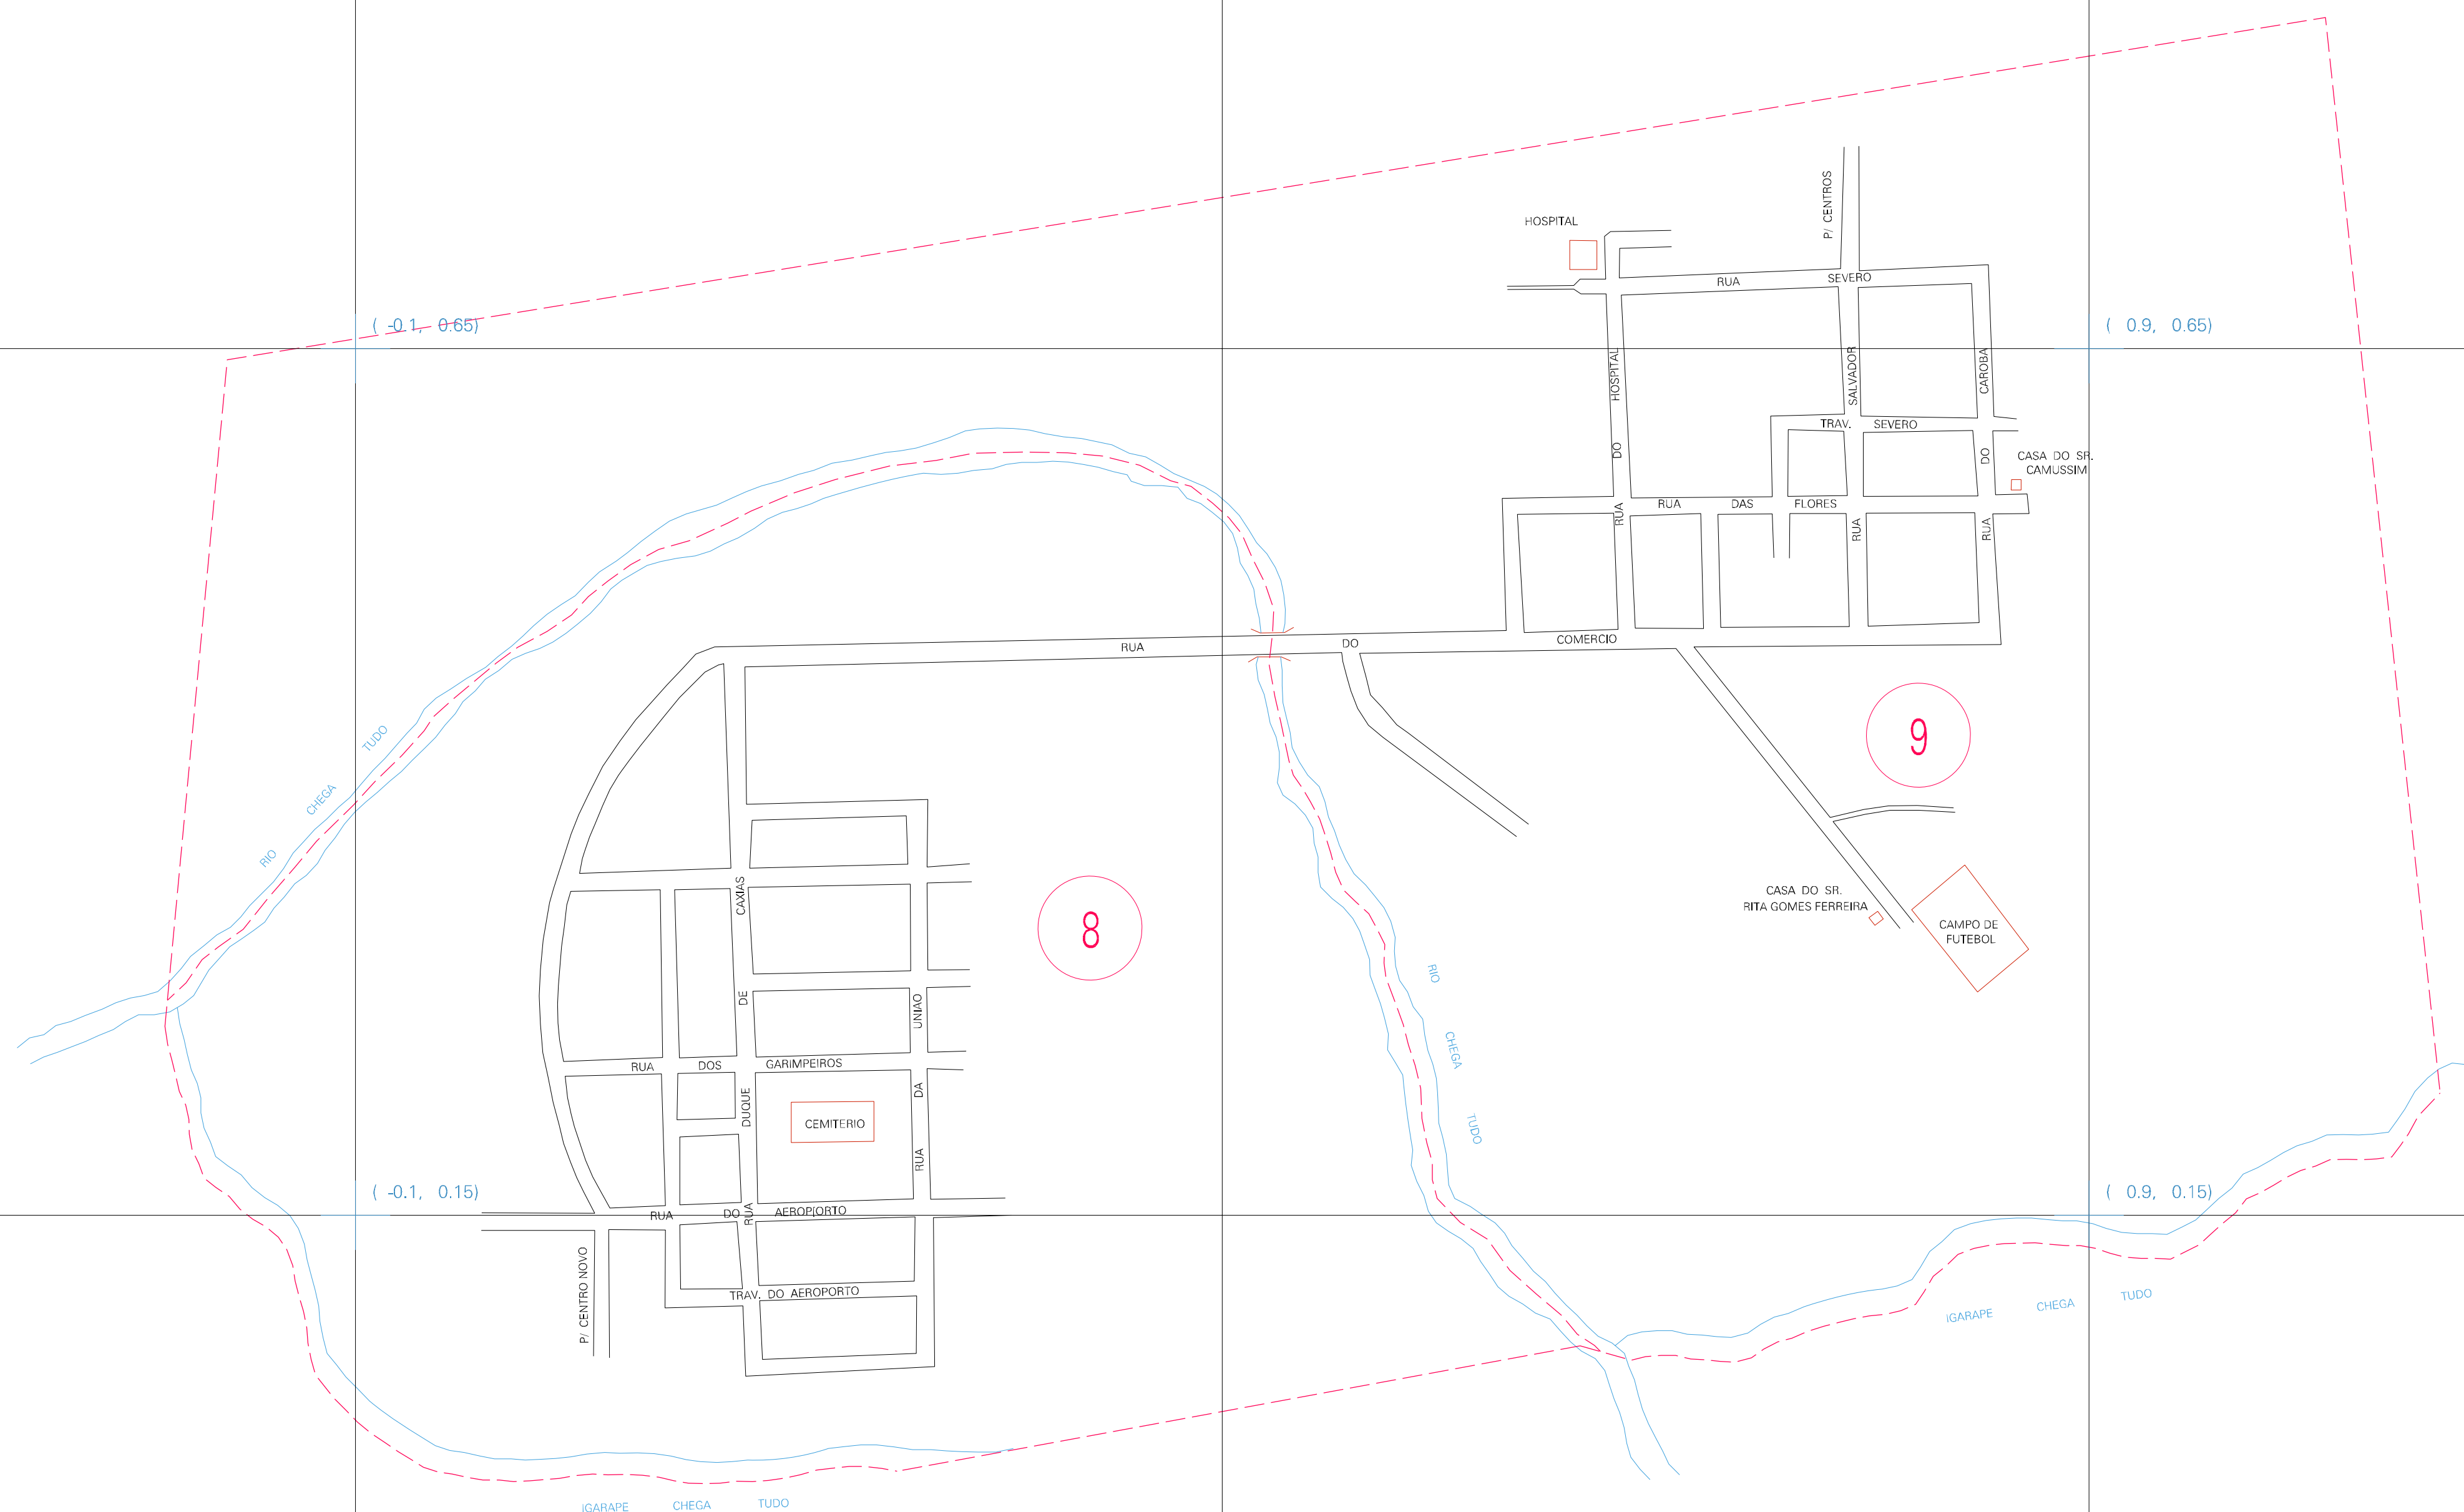 P/ CENTROS
HOSPITAL
RUA SEVERO
( -0.1, 0.65)
( 0.9, 0.65)
RUA DO HOSPITAL
RUA SALVADOR
RUA DO CAROBA
TRAV. SEVERO
CASA DO SR.
CAMUSSIM
RUA DAS FLORES
RUA DO COMERCIO
RIO CHEGA TUDO
9
8
RUA DUQUE DE CAXIAS
CASA DO SR.
RITA GOMES FERREIRA
CAMPO DE
FUTEBOL
RIO CHEGA TUDO
RUA DA UNIAO
RUA DOS GARIMPEIROS
CEMITERIO
( -0.1, 0.15)
( 0.9, 0.15)
RUA DO AEROPORTO
P/ CENTRO NOVO
TRAV. DO AEROPORTO
IGARAPE CHEGA TUDO
IGARAPE CHEGA TUDO